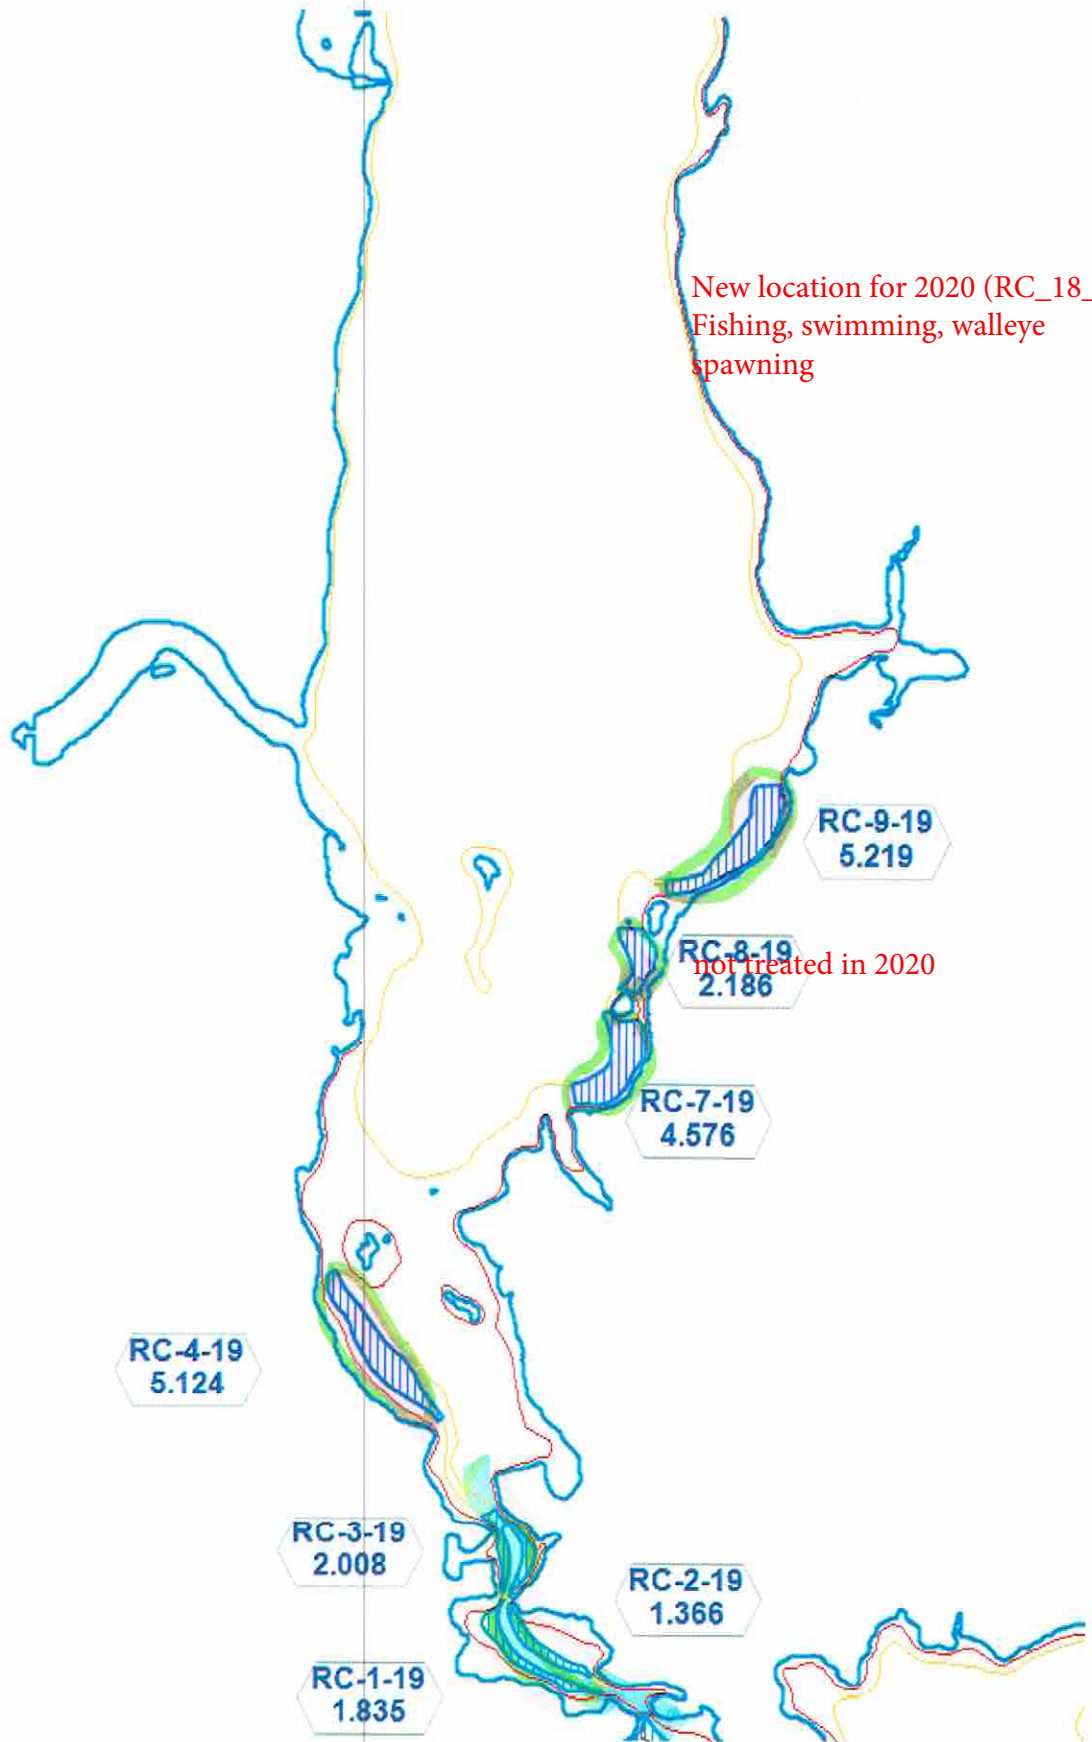 New location for 2020 (RC_18_
Fishing, swimming, walleye
spawning
RC-9-19
5.219
RC-8-19
not treated in 2020
2.186
RC-7-19
4.576
RC-4-19
5.124
RC-3-19
2.008
RC-2-19
1.366
RC-1-19
1.835